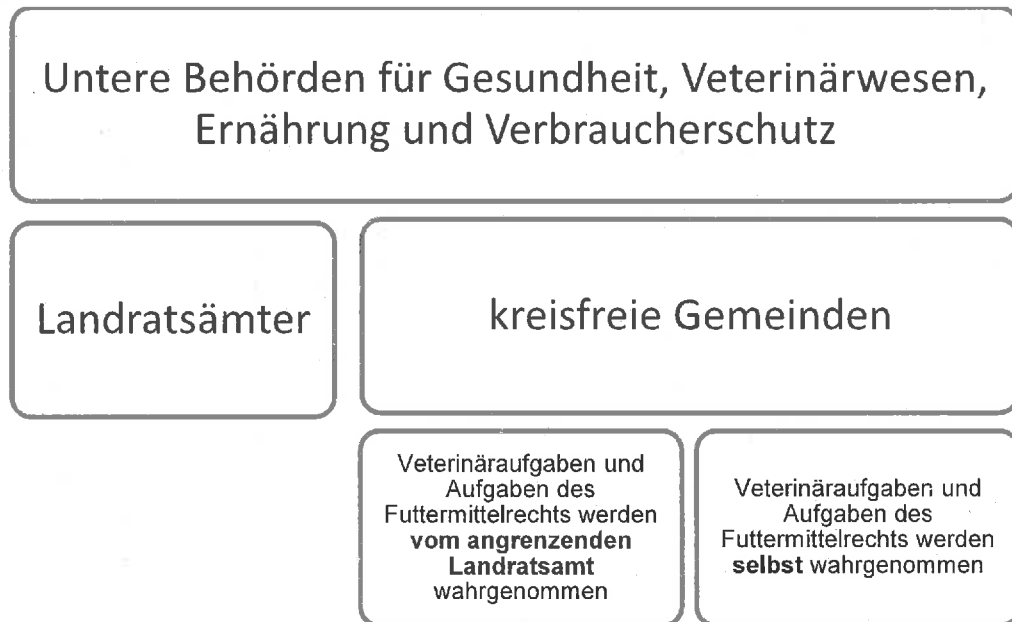 Untere Behörden für Gesundheit, Veterinärwesen,
Ernährung und Verbraucherschutz
Landratsämter
kreisfreie Gemeinden
Veterinäraufgaben und
Aufgaben des
Futtermittelrechts werden
vom angrenzenden
Landratsamt
wahrgenommen
Veterinäraufgaben und
Aufgaben des
Futtermittelrechts werden
selbst wahrgenommen